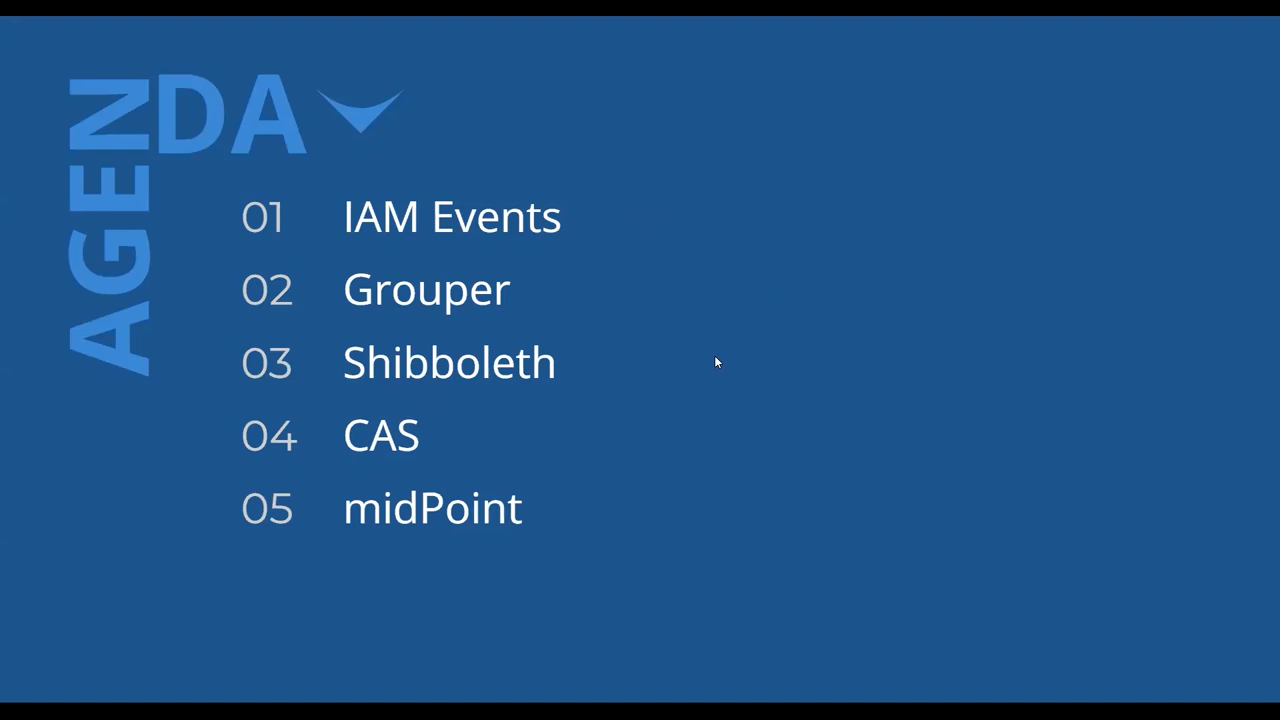 AGENDA
01 IAM Events
02 Grouper
03 Shibboleth
04 CAS
05 midPoint